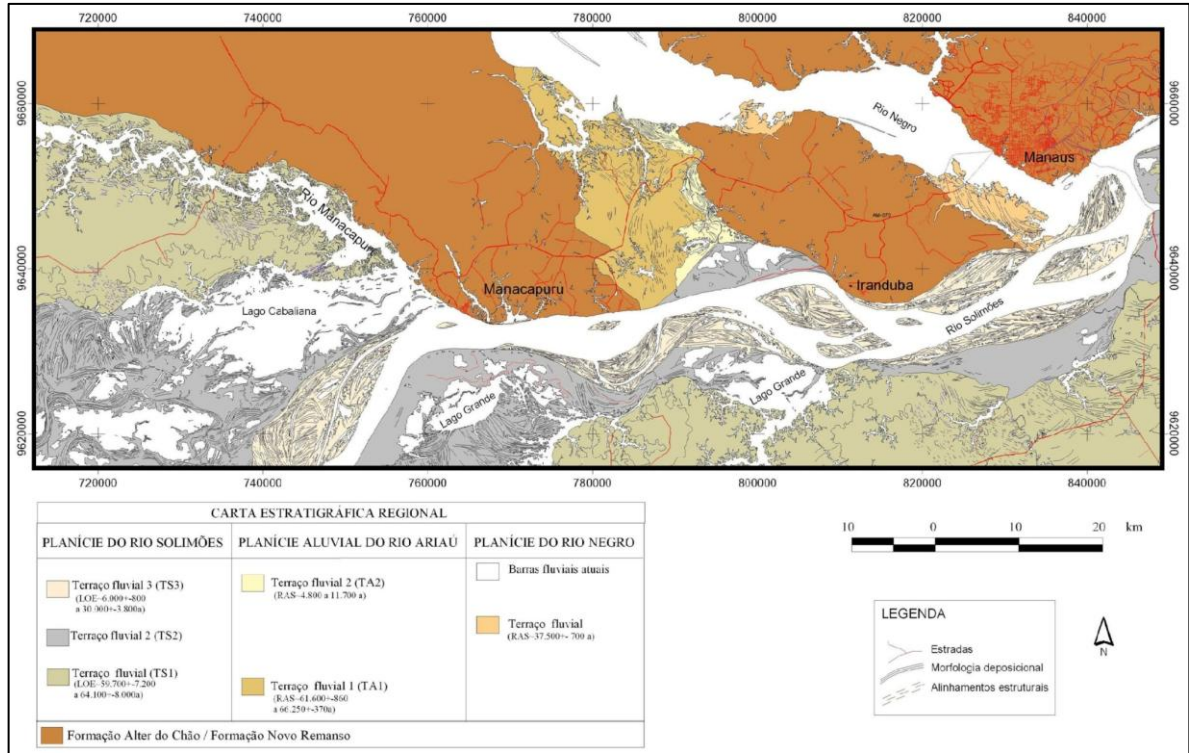 720000 740000 760000 780000 800000 820000 840000
9660000
9640000
9620000
9660000
9640000
9620000
Rio Negro
Manaus
Rio Manacapuru
Manacapuru
Iranduba
Lago Cabaliana
Rio Solimões
Lago Grande
Lago Grande
720000 740000 760000 780000 800000 820000 840000
CARTA ESTRATIGRÁFICA REGIONAL
PLANÍCIE DO RIO SOLIMÕES
Terraço fluvial 3 (TS3)
(LOE–6.000+-800
a 30.000+-3.800a)
Terraço fluvial 2 (TS2)
Terraço fluvial (TS1)
(LOE–59.700+-7.200
a 64.100+-8.000a)
PLANÍCIE ALUVIAL DO RIO ARIAÚ
Terraço fluvial 2 (TA2)
(RAS–4.800 a 11.700 a)
Terraço fluvial 1 (TA1)
(RAS–61.600+-860
a 66.250+-370a)
PLANÍCIE DO RIO NEGRO
Barras fluviais atuais
Terraço fluvial
(RAS–37.500+- 700 a)
Formação Alter do Chão / Formação Novo Remanso
10 0 10 20 km
LEGENDA
Estradas
Morfologia deposicional
Alinhamentos estruturais
N